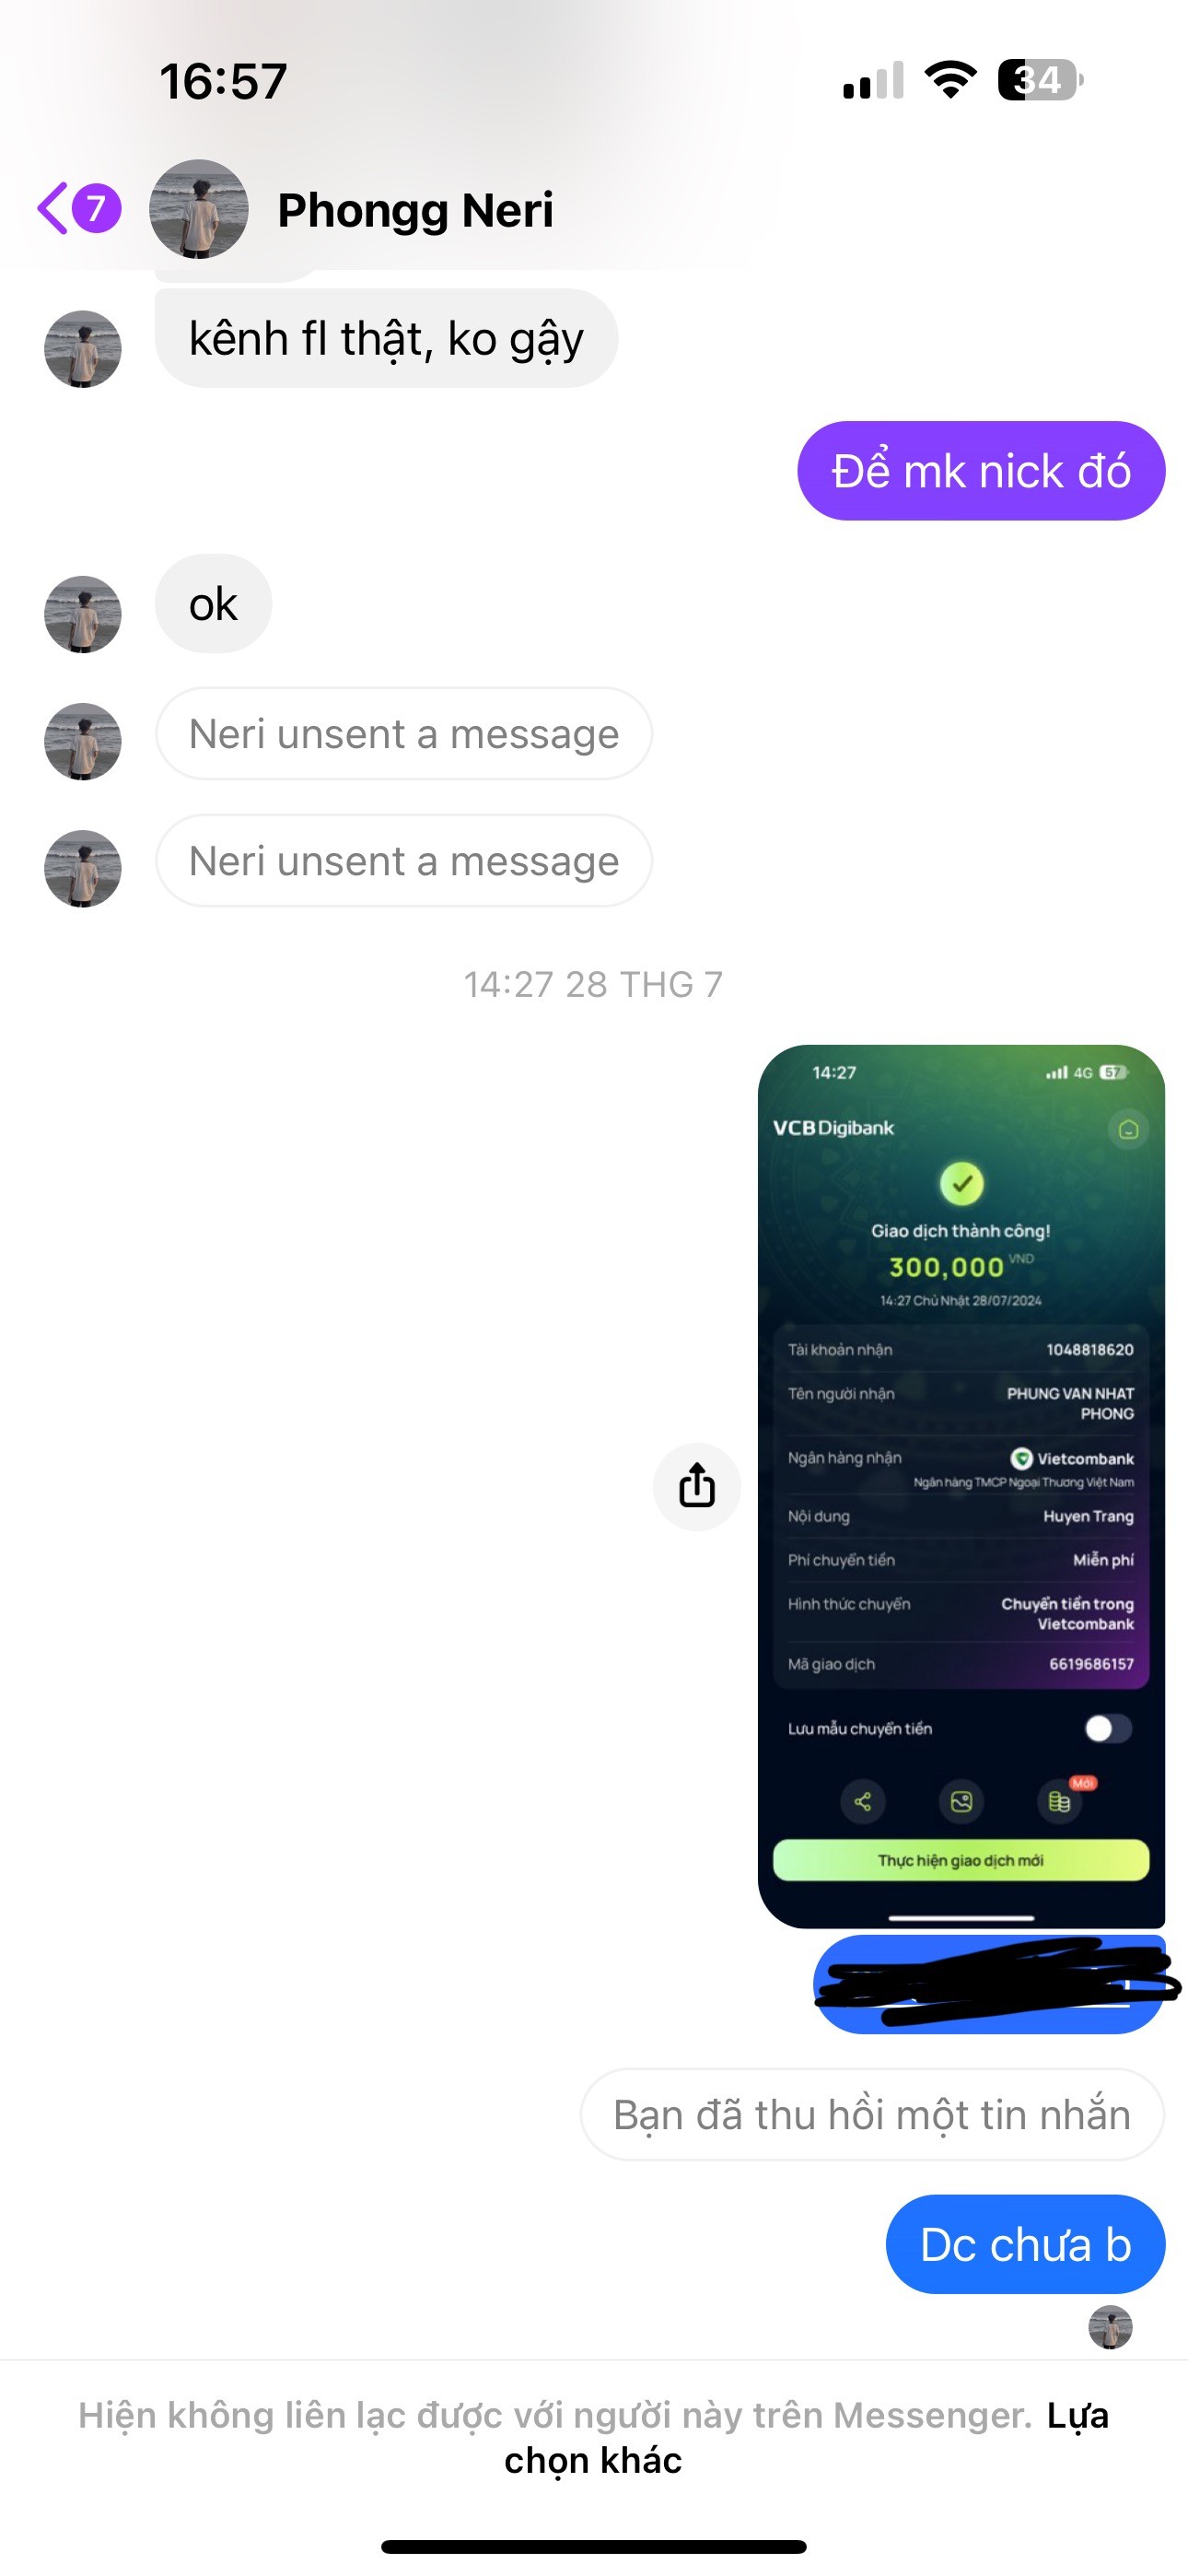 16:57
34
7
Phongg Neri
kênh fl thật, ko gậy
Để mk nick đó
ok
Neri unsent a message
Neri unsent a message
14:27 28 THG 7
14:27
4G 57
VCB Digibank
Giao dịch thành công!
300,000 VND
14:27 Chủ Nhật 28/07/2024
Tài khoản nhận 1048818620
Tên người nhận PHUNG VAN NHAT
PHONG
Ngân hàng nhận Vietcombank
Ngân hàng TMCP Ngoại Thương Việt Nam
Nội dung Huyen Trang
Phí chuyển tiền Miễn phí
Hình thức chuyển Chuyển tiền trong
Vietcombank
Mã giao dịch 6619686157
Lưu mẫu chuyển tiền
Mới
Thực hiện giao dịch mới
Bạn đã thu hồi một tin nhắn
Dc chưa b
Hiện không liên lạc được với người này trên Messenger. Lựa
chọn khác